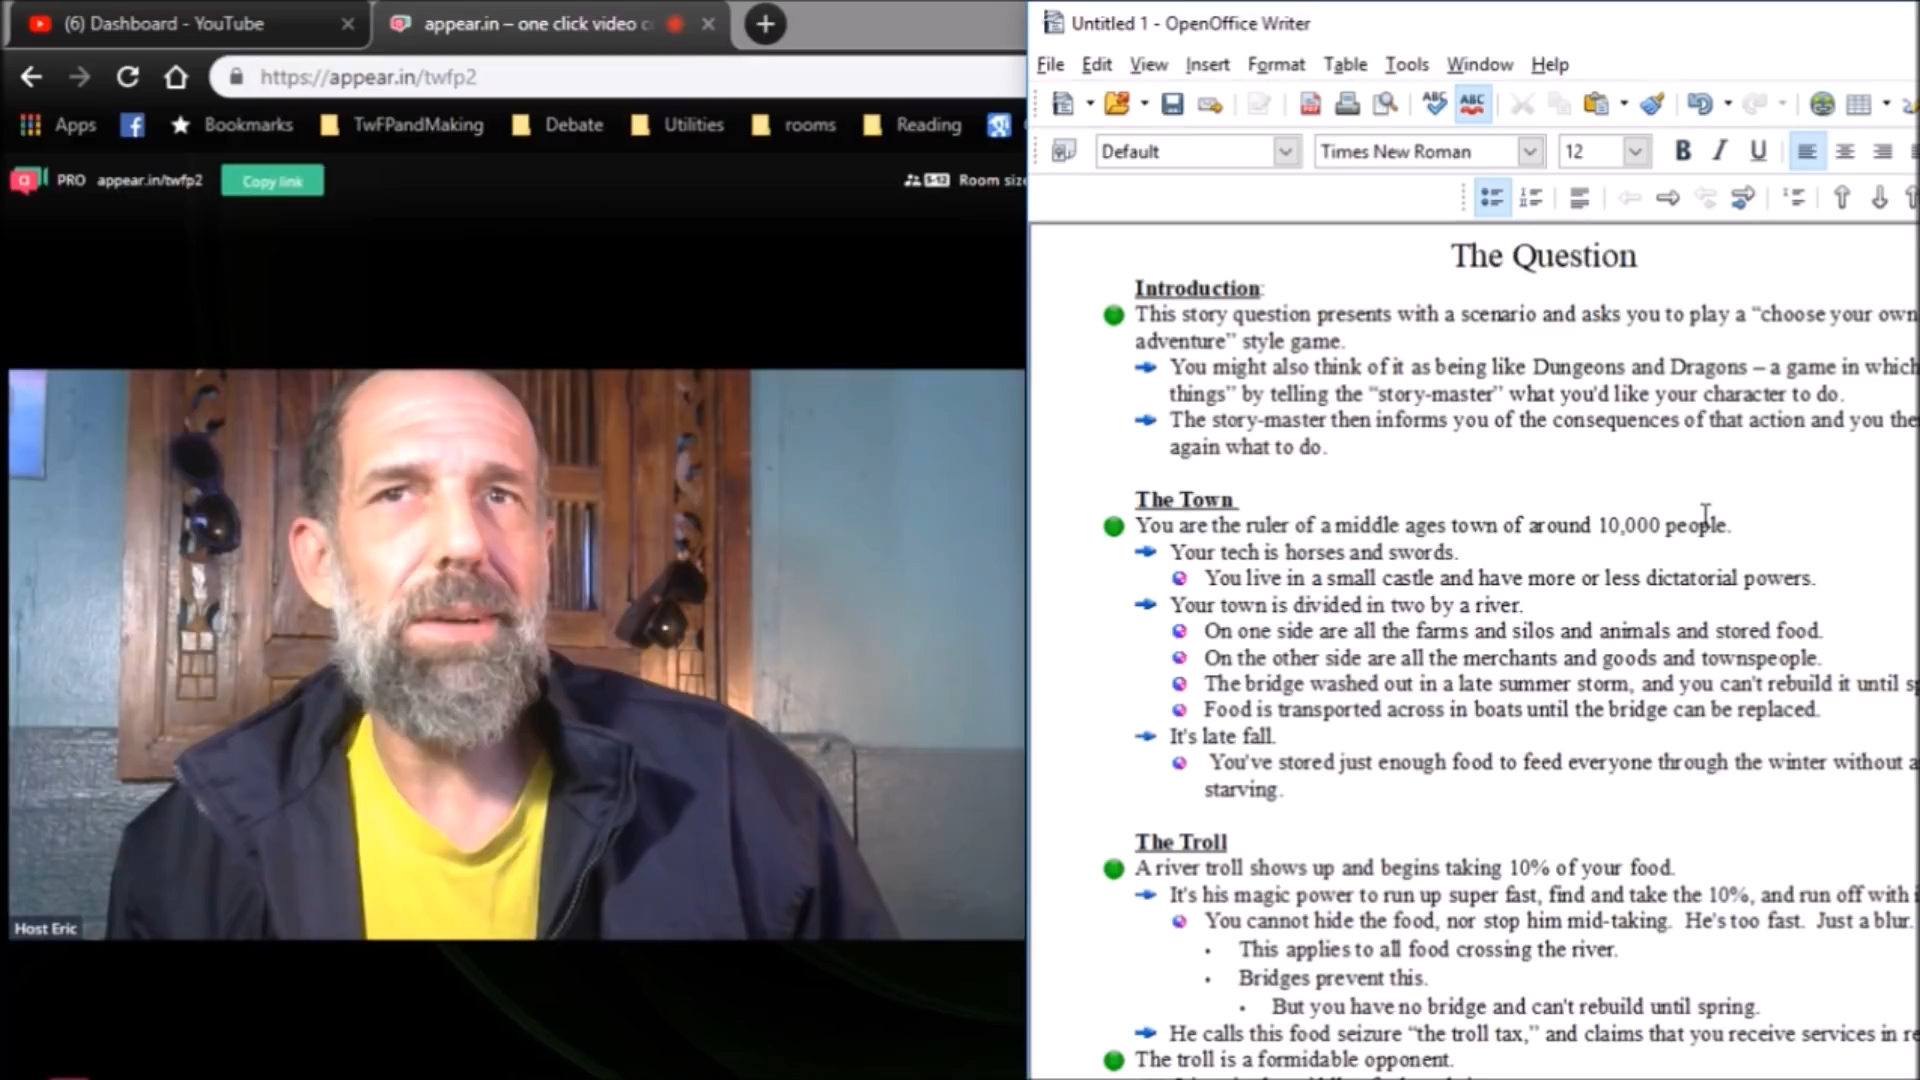 (6) Dashboard - YouTube
appear.in – one click video c
https://appear.in/twfp2
Apps
Bookmarks
TwFPandMaking
Debate
Utilities
rooms
Reading
PRO appear.in/twfp2
Copy link
5-12
Room size
Host Eric
Untitled 1 - OpenOffice Writer
File Edit View Insert Format Table Tools Window Help
ABC
ABC
Default
Times New Roman
12
B I U
The Question
Introduction:
This story question presents with a scenario and asks you to play a “choose your own
adventure” style game.
You might also think of it as being like Dungeons and Dragons – a game in which
things” by telling the “story-master” what you'd like your character to do.
The story-master then informs you of the consequences of that action and you the
again what to do.
The Town
You are the ruler of a middle ages town of around 10,000 people.
Your tech is horses and swords.
You live in a small castle and have more or less dictatorial powers.
Your town is divided in two by a river.
On one side are all the farms and silos and animals and stored food.
On the other side are all the merchants and goods and townspeople.
The bridge washed out in a late summer storm, and you can't rebuild it until s
Food is transported across in boats until the bridge can be replaced.
It's late fall.
You've stored just enough food to feed everyone through the winter without a
starving.
The Troll
A river troll shows up and begins taking 10% of your food.
It's his magic power to run up super fast, find and take the 10%, and run off with i
You cannot hide the food, nor stop him mid-taking. He's too fast. Just a blur.
This applies to all food crossing the river.
Bridges prevent this.
But you have no bridge and can't rebuild until spring.
He calls this food seizure “the troll tax,” and claims that you receive services in re
The troll is a formidable opponent.